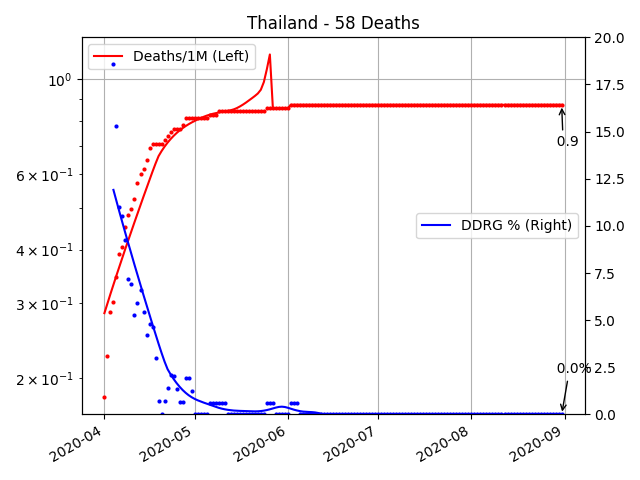 Thailand - 58 Deaths
Deaths/1M (Left)
DDRG % (Right)
10⁰
6 × 10⁻¹
4 × 10⁻¹
3 × 10⁻¹
2 × 10⁻¹
20.0
17.5
15.0
12.5
10.0
7.5
5.0
2.5
0.0
0.9
0.0%
2020-04
2020-05
2020-06
2020-07
2020-08
2020-09